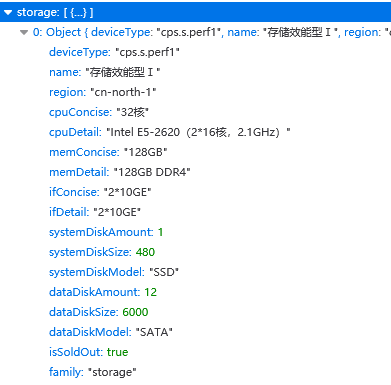 storage: [ {…} ]
0: Object { deviceType: "cps.s.perf1", name: "存储效能型Ⅰ", region: "
deviceType: "cps.s.perf1"
name: "存储效能型Ⅰ"
region: "cn-north-1"
cpuConcise: "32核"
cpuDetail: "Intel E5-2620（2*16核，2.1GHz）"
memConcise: "128GB"
memDetail: "128GB DDR4"
ifConcise: "2*10GE"
ifDetail: "2*10GE"
systemDiskAmount: 1
systemDiskSize: 480
systemDiskModel: "SSD"
dataDiskAmount: 12
dataDiskSize: 6000
dataDiskModel: "SATA"
isSoldOut: true
family: "storage"